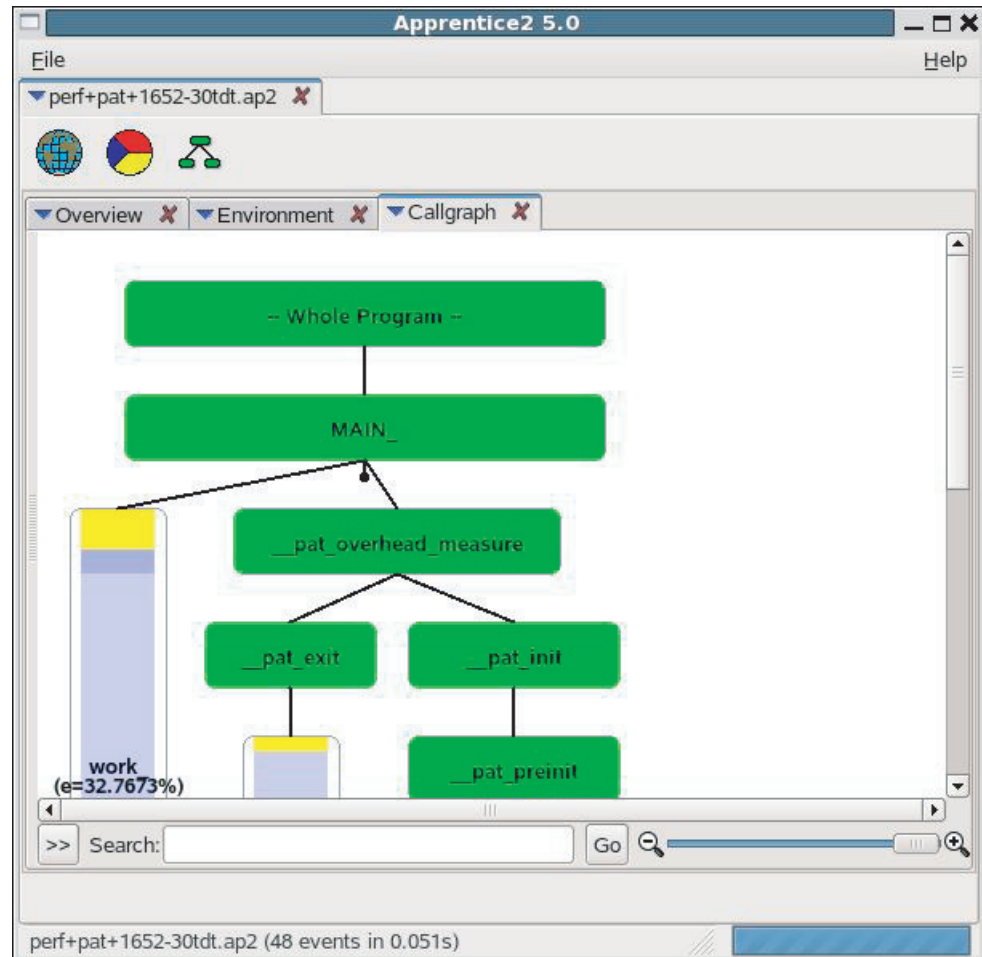 Apprentice2 5.0
File Help
perf+pat+1652-30tdt.ap2
Overview Environment Callgraph
-- Whole Program --
MAIN_
__pat_overhead_measure
__pat_exit __pat_init
work_ __pat_preinit
(e=32.7673%)
>> Search: Go
perf+pat+1652-30tdt.ap2 (48 events in 0.051s)